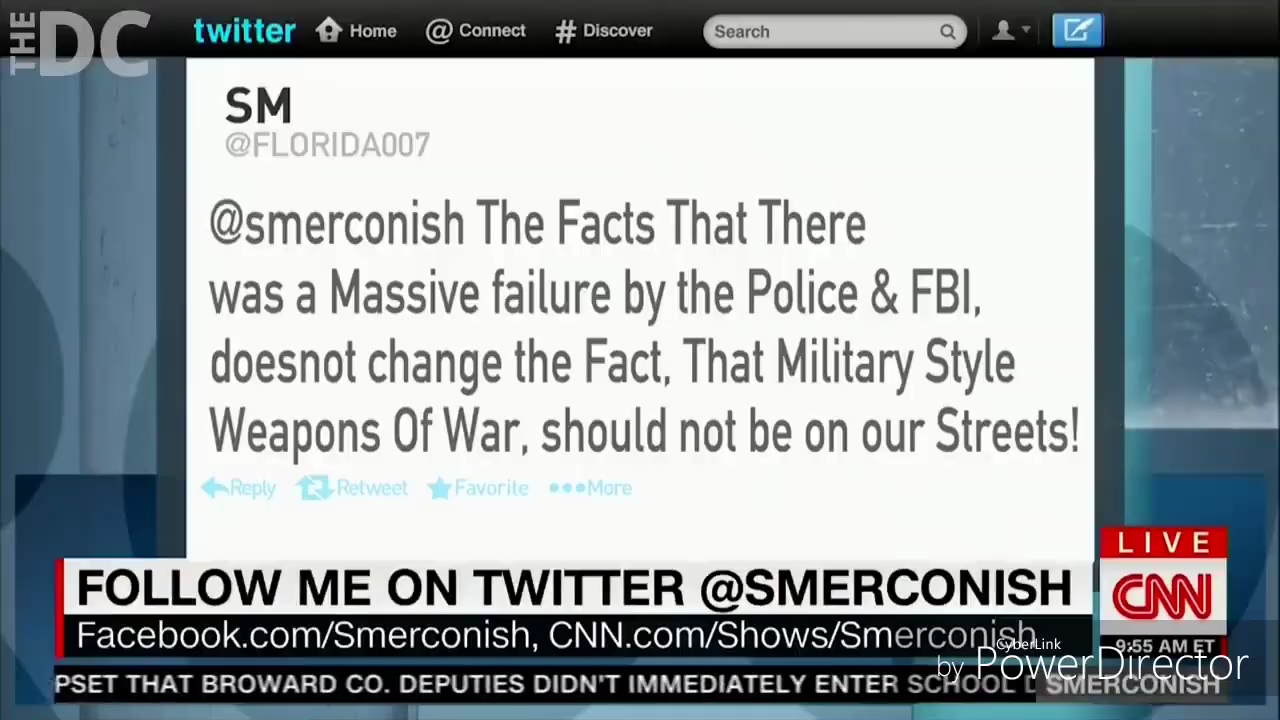 THE DC
twitter Home @ Connect # Discover Search
SM
@FLORIDA007
@smerconish The Facts That There
was a Massive failure by the Police & FBI,
doesnot change the Fact, That Military Style
Weapons Of War, should not be on our Streets!
Reply Retweet Favorite More
LIVE
FOLLOW ME ON TWITTER @SMERCONISH
CNN
Facebook.com/Smerconish, CNN.com/Shows/Smerconish
9:55 AM ET
CyberLink
by PowerDirector
PSET THAT BROWARD CO. DEPUTIES DIDN'T IMMEDIATELY ENTER SCHOOL D
SMERCONISH